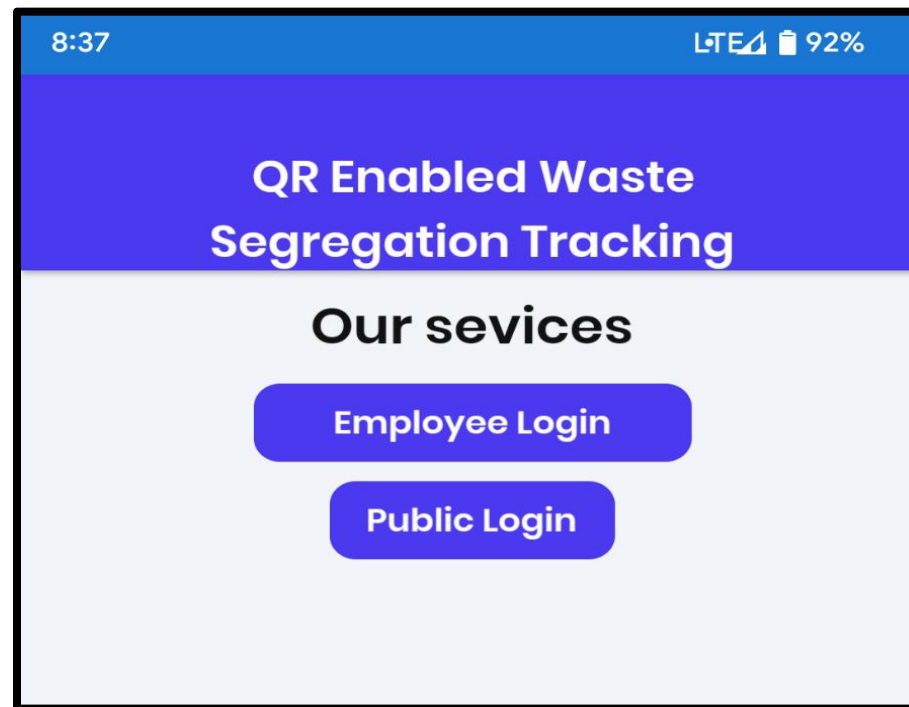 8:37 LTE 92%
QR Enabled Waste
Segregation Tracking
Our sevices
Employee Login
Public Login